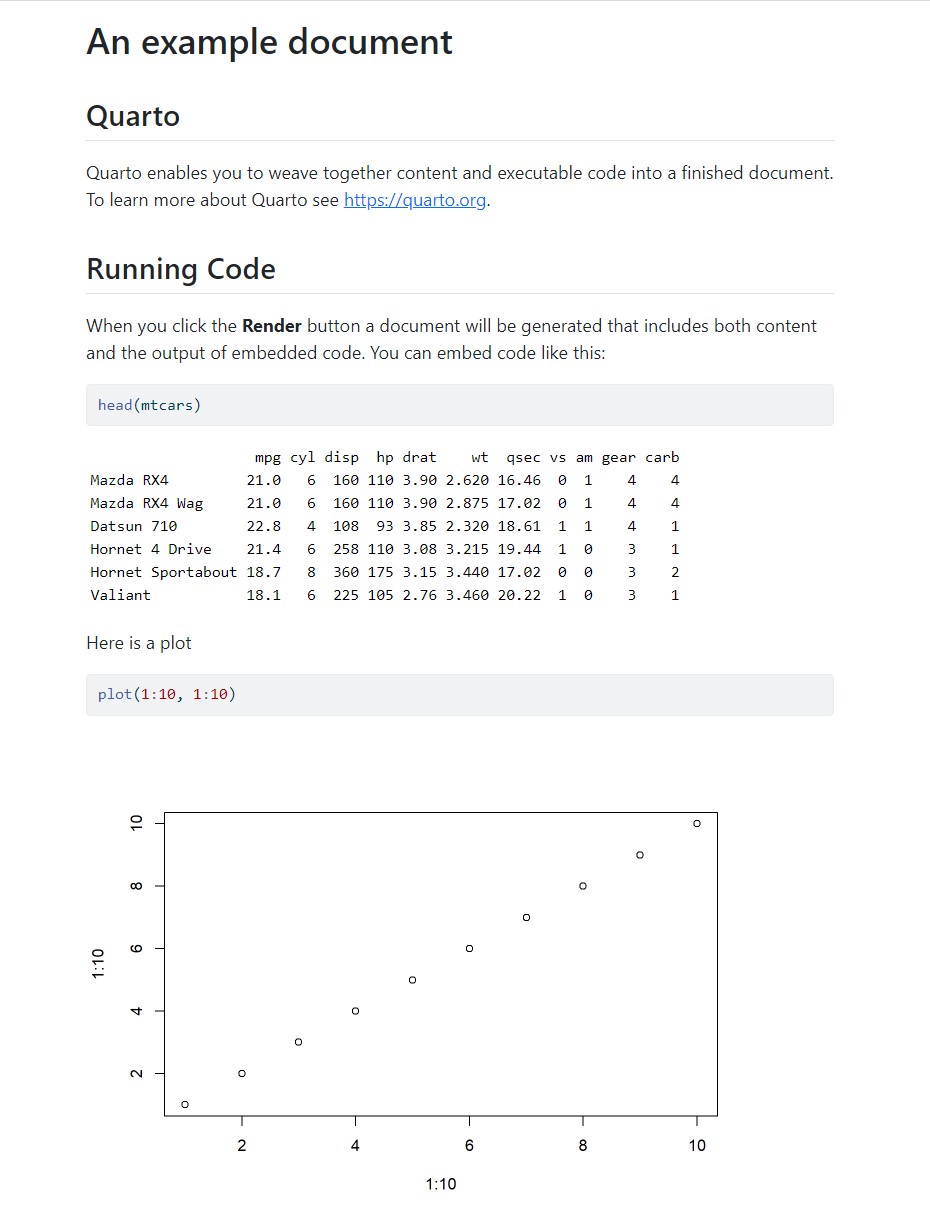 An example document
Quarto
Quarto enables you to weave together content and executable code into a finished document.
To learn more about Quarto see https://quarto.org.
Running Code
When you click the Render button a document will be generated that includes both content
and the output of embedded code. You can embed code like this:
head(mtcars)
mpg cyl disp hp drat wt qsec vs am gear carb
Mazda RX4 21.0 6 160 110 3.90 2.620 16.46 0 1 4 4
Mazda RX4 Wag 21.0 6 160 110 3.90 2.875 17.02 0 1 4 4
Datsun 710 22.8 4 108 93 3.85 2.320 18.61 1 1 4 1
Hornet 4 Drive 21.4 6 258 110 3.08 3.215 19.44 1 0 3 1
Hornet Sportabout 18.7 8 360 175 3.15 3.440 17.02 0 0 3 2
Valiant 18.1 6 225 105 2.76 3.460 20.22 1 0 3 1
Here is a plot
plot(1:10, 1:10)
10
8
6
4
2
1:10
2 4 6 8 10
1:10